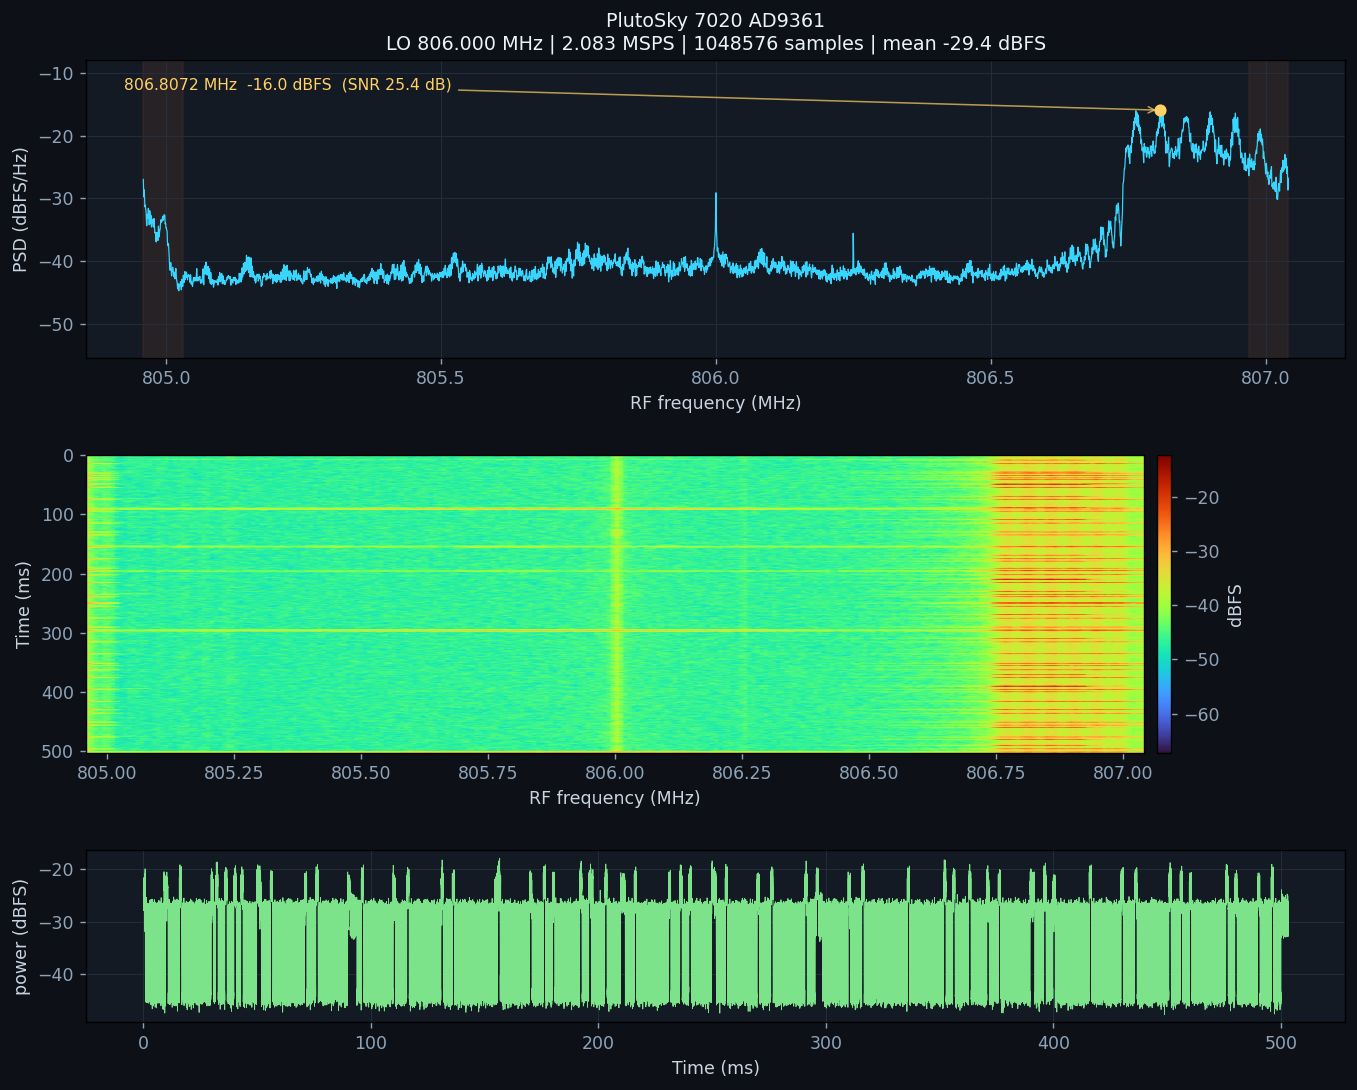 PlutoSky 7020 AD9361
LO 806.000 MHz | 2.083 MSPS | 1048576 samples | mean -29.4 dBFS
806.8072 MHz  -16.0 dBFS  (SNR 25.4 dB)
PSD (dBFS/Hz)
−10
−20
−30
−40
−50
805.0 805.5 806.0 806.5 807.0
RF frequency (MHz)
Time (ms)
0
100
200
300
400
500
805.00 805.25 805.50 805.75 806.00 806.25 806.50 806.75 807.00
RF frequency (MHz)
−20
−30
−40
−50
−60
dBFS
power (dBFS)
−20
−30
−40
0 100 200 300 400 500
Time (ms)